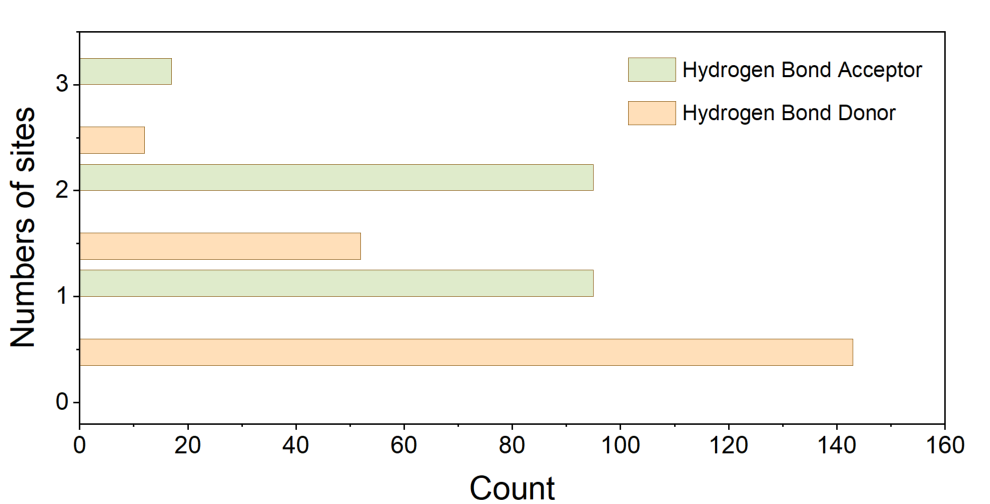 Hydrogen Bond Acceptor
Hydrogen Bond Donor
Numbers of sites
3
2
1
0
0 20 40 60 80 100 120 140 160
Count